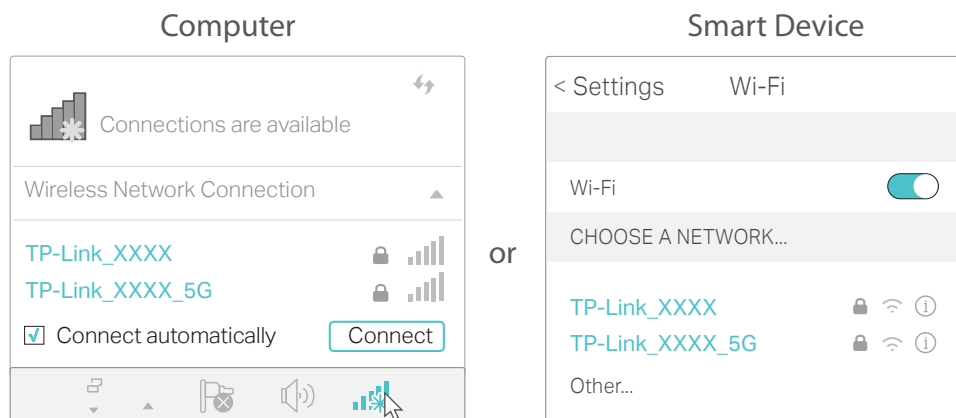 Computer
Connections are available
Wireless Network Connection
TP-Link_XXXX
TP-Link_XXXX_5G
Connect automatically Connect
or
Smart Device
< Settings Wi-Fi
Wi-Fi
CHOOSE A NETWORK...
TP-Link_XXXX
TP-Link_XXXX_5G
Other...